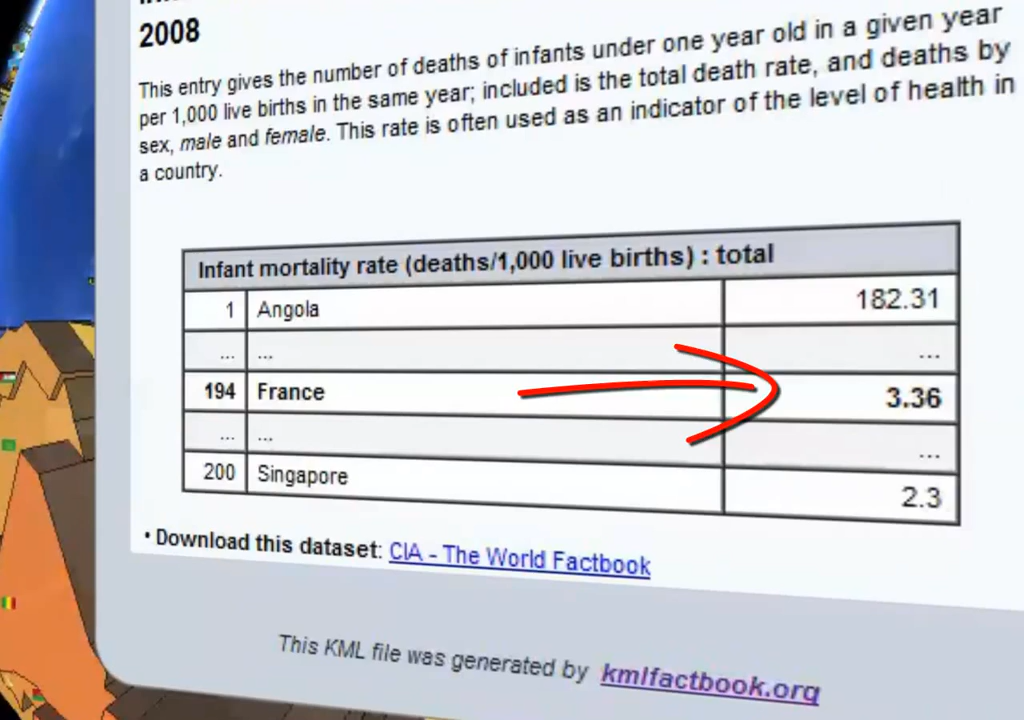 2008
This entry gives the number of deaths of infants under one year old in a given year
per 1,000 live births in the same year; included is the total death rate, and deaths by
sex, male and female. This rate is often used as an indicator of the level of health in
a country.
Infant mortality rate (deaths/1,000 live births) : total
1 Angola 182.31
... ... ...
194 France 3.36
... ... ...
200 Singapore 2.3
• Download this dataset: CIA - The World Factbook
This KML file was generated by kmlfactbook.org